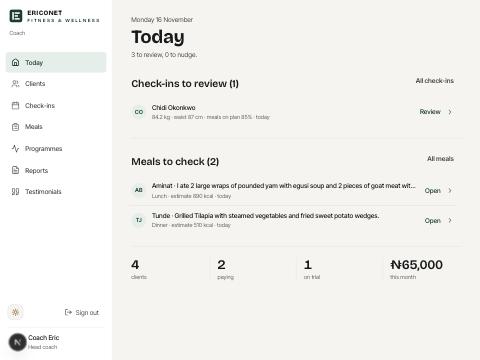 ERICONET
FITNESS & WELLNESS
Coach
Today
Clients
Check-ins
Meals
Programmes
Reports
Testimonials
Sign out
Coach Eric
Head coach
Monday 16 November
Today
3 to review, 0 to nudge.
Check-ins to review (1)
All check-ins
CO
Chidi Okonkwo
84.2 kg · waist 87 cm · meals on plan 85% · today
Review
Meals to check (2)
All meals
AB
Aminat · I ate 2 large wraps of pounded yam with egusi soup and 2 pieces of goat meat wit...
Lunch · estimate 890 kcal · today
Open
TJ
Tunde · Grilled Tilapia with steamed vegetables and fried sweet potato wedges.
Dinner · estimate 510 kcal · today
Open
4
clients
2
paying
1
on trial
₦65,000
this month